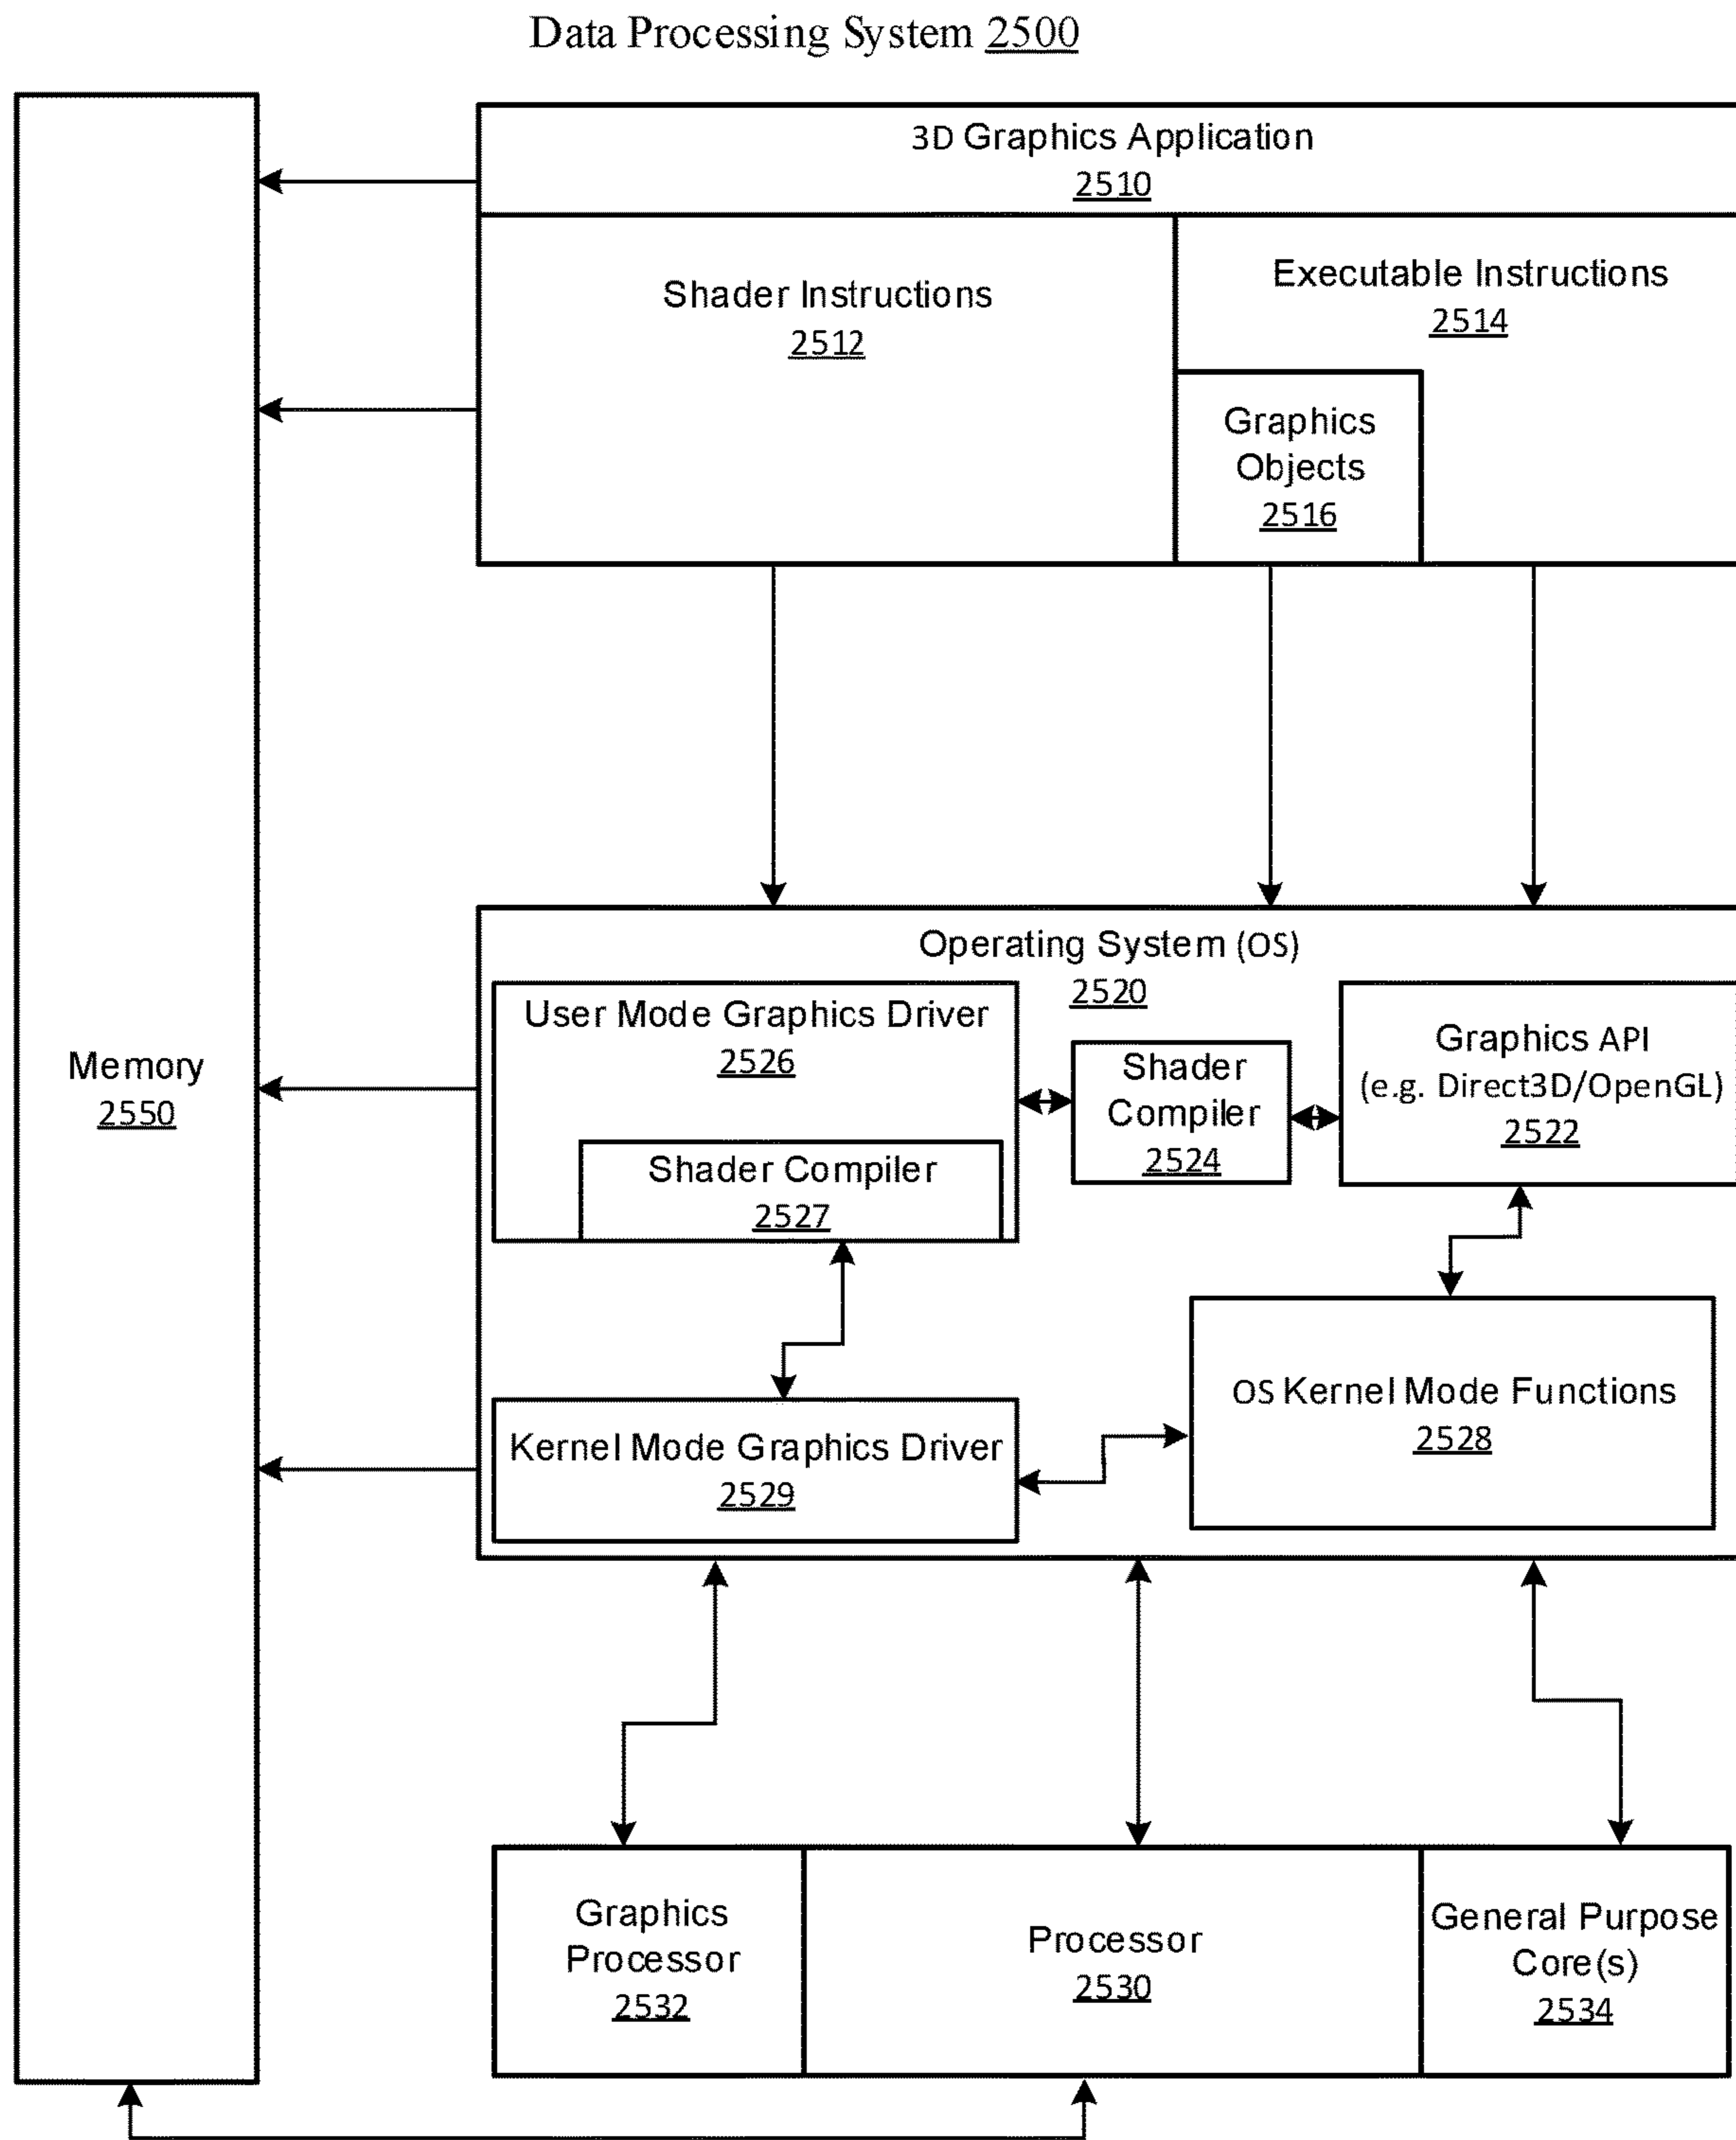 Data Processing System 2500
3D Graphics Application
2510
Shader Instructions
2512
Executable Instructions
2514
Graphics
Objects
2516
Memory
2550
Operating System (OS)
2520
User Mode Graphics Driver
2526
Shader Compiler
2527
Shader
Compiler
2524
Graphics API
(e.g. Direct3D/OpenGL)
2522
Kernel Mode Graphics Driver
2529
OS Kernel Mode Functions
2528
Graphics
Processor
2532
Processor
2530
General Purpose
Core(s)
2534